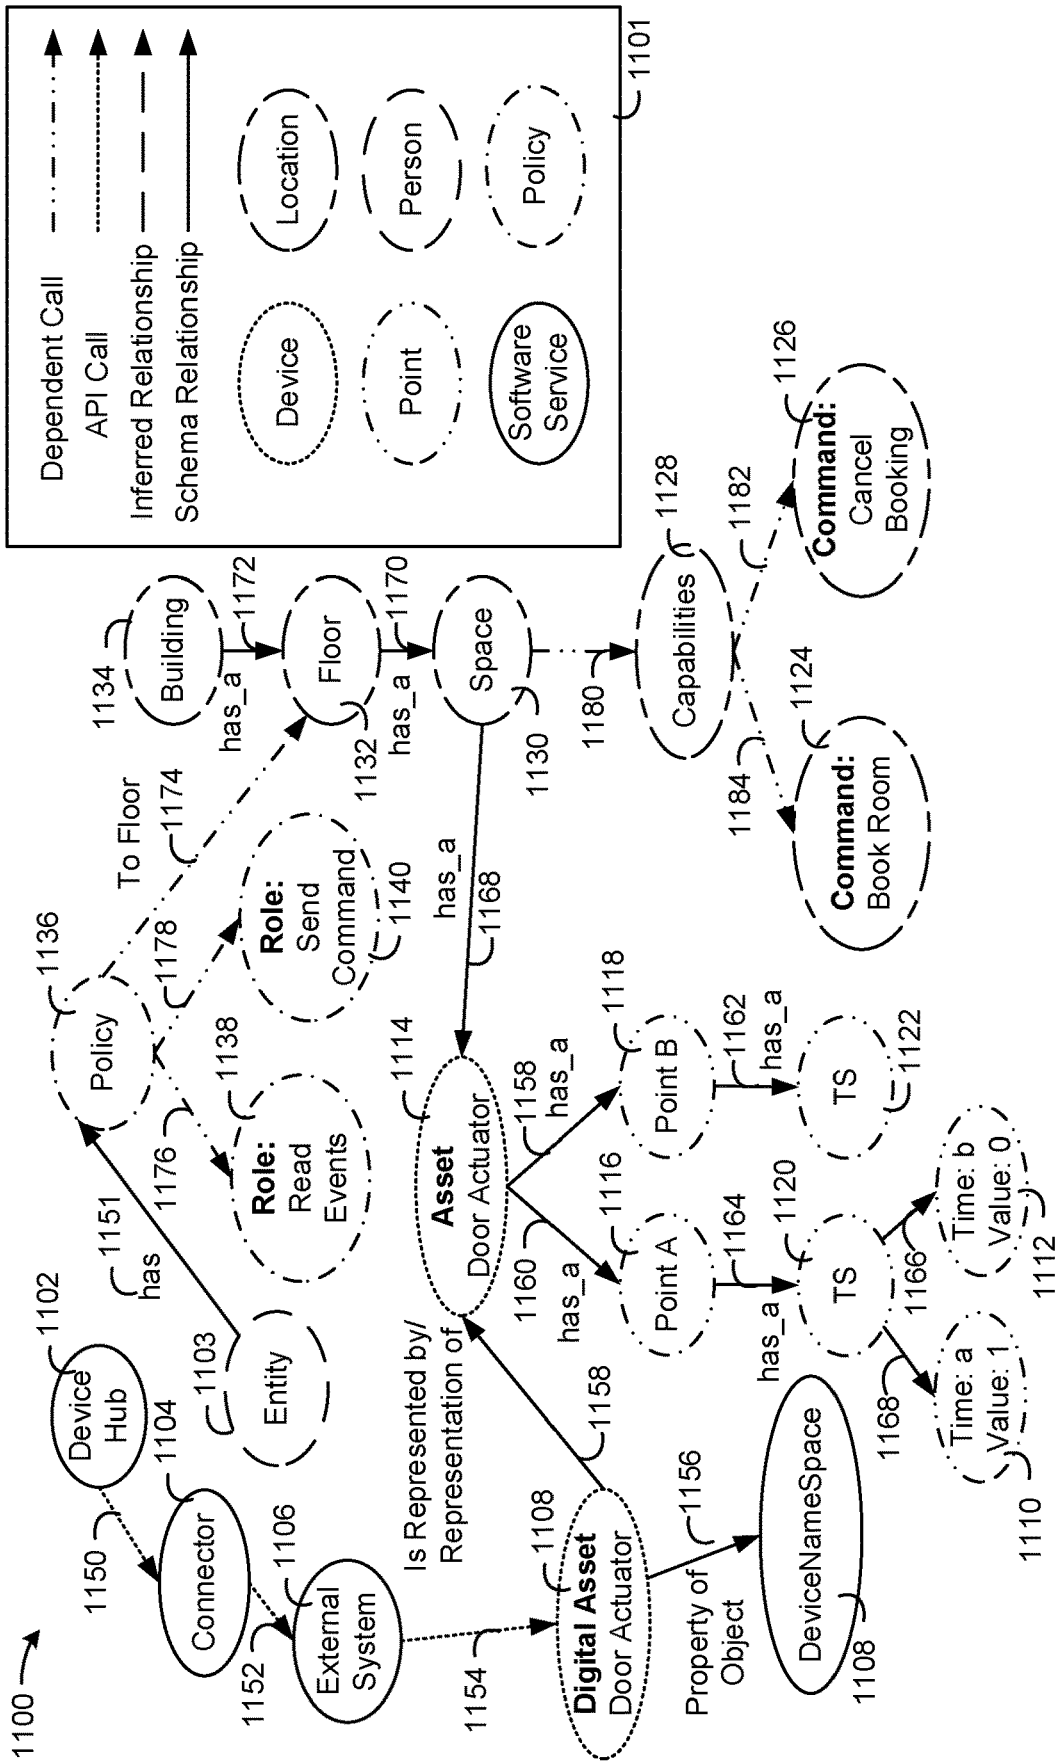 1100
1102
Device
Hub
1150
1104
Connector
1152
1106
External
System
1154
1108
Digital Asset
Door Actuator
1156
Property of
Object
DeviceNameSpace
1108
1158
Is Represented by/
Representation of
1103
Entity
1151
has
1136
Policy
1176
1138
Role:
Read
Events
1178
1140
Role:
Send
Command
1174
To Floor
1114
Asset
Door Actuator
1160
has_a
1158
has_a
1116
Point A
1118
Point B
1164
has_a
1162
has_a
1120
TS
1122
TS
1168
1166
Time: a
Value: 1
1110
Time: b
Value: 0
1112
1134
Building
has_a
1172
Floor
1132
has_a
1170
Space
1130
has_a
1168
1180
1128
Capabilities
1184
1182
1124
Command:
Book Room
1126
Command:
Cancel
Booking
Dependent Call
API Call
Inferred Relationship
Schema Relationship
Device
Location
Point
Person
Software
Service
Policy
1101